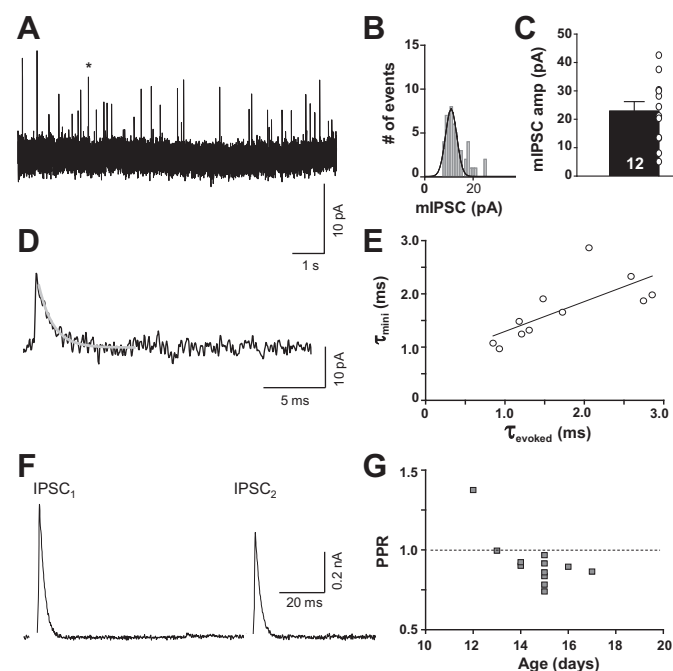 A
*
10 pA
1 s
B
# of events
15
10
5
0
0
20
mIPSC (pA)
C
mIPSC amp (pA)
50
40
30
20
10
0
12
D
10 pA
5 ms
E
τmini (ms)
3.0
2.0
1.0
0
0
1.0
2.0
3.0
τevoked (ms)
F
IPSC1
IPSC2
0.2 nA
20 ms
G
PPR
1.5
1.0
0.5
10
12
14
16
18
20
Age (days)